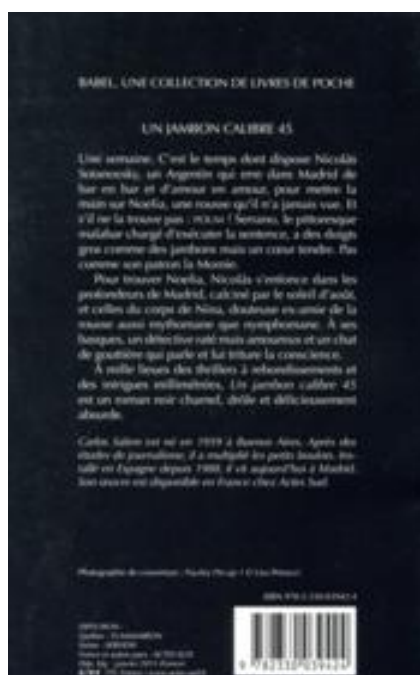 BABEL, UNE COLLECTION DE LIVRES DE POCHE
UN JAMBON CALIBRE 45
Une semaine. C'est le temps dont dispose Nicolás
Sotanovsky, un Argentin qui erre dans Madrid de
bar en bar et d'amour en amour, pour mettre la
main sur Noelia, une rousse qu'il n'a jamais vue. Et
s'il ne la trouve pas : POUM ! Serrano, le pittoresque
malabar chargé d'exécuter la sentence, a des doigts
gros comme des jambons mais un cœur tendre. Pas
comme son patron la Momie.
Pour trouver Noelia, Nicolás s'enfonce dans les
profondeurs de Madrid, calciné par le soleil d'août,
et celles du corps de Nina, douteuse ex-amie de la
rousse aussi mythomane que nymphomane. À ses
basques, un détective raté mais amoureux et un chat
de gouttière qui parle et lui triture la conscience.
À mille lieues des thrillers à rebondissements et
des intrigues millimétrées, Un jambon calibre 45
est un roman noir charnel, drôle et délicieusement
absurde.
Carlos Salem est né en 1959 à Buenos Aires. Après des
études de journalisme, il a multiplié les petits boulots. Ins-
tallé en Espagne depuis 1988, il vit aujourd'hui à Madrid.
Son œuvre est disponible en France chez Actes Sud.
Photographie de couverture :